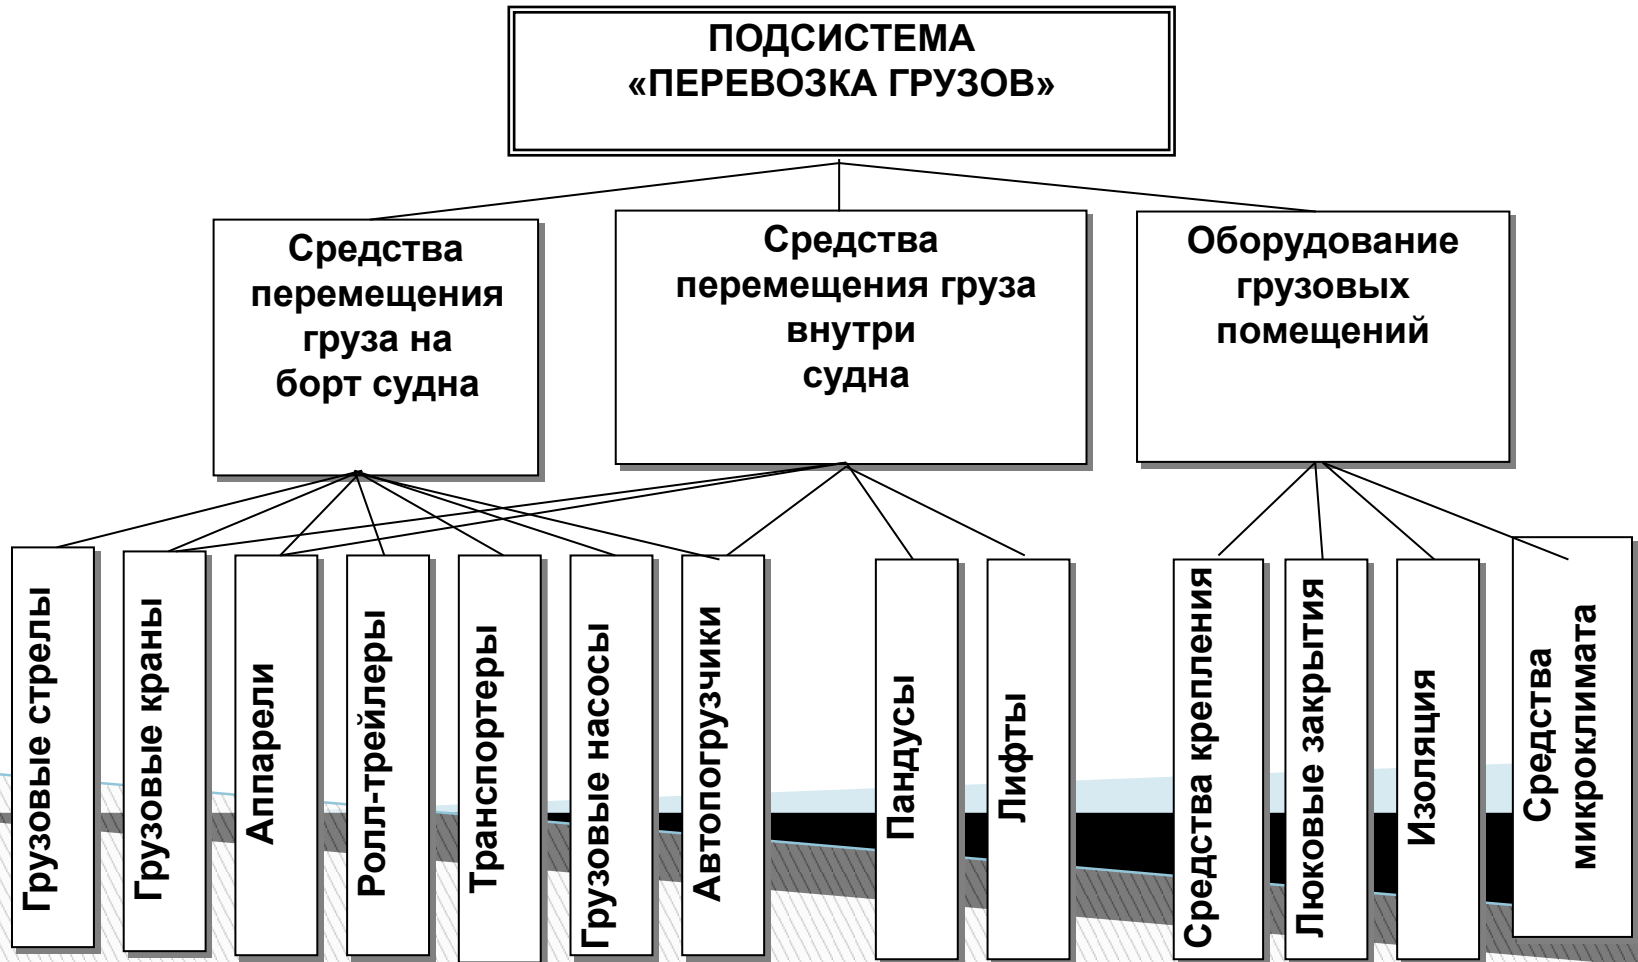 ПОДСИСТЕМА
«ПЕРЕВОЗКА ГРУЗОВ»
Средства
перемещения
груза на
борт судна
Средства
перемещения груза
внутри
судна
Оборудование
грузовых
помещений
Грузовые стрелы
Грузовые краны
Аппарели
Ролл-трейлеры
Транспортеры
Грузовые насосы
Автопогрузчики
Пандусы
Лифты
Средства крепления
Люковые закрытия
Изоляция
Средства
микроклимата